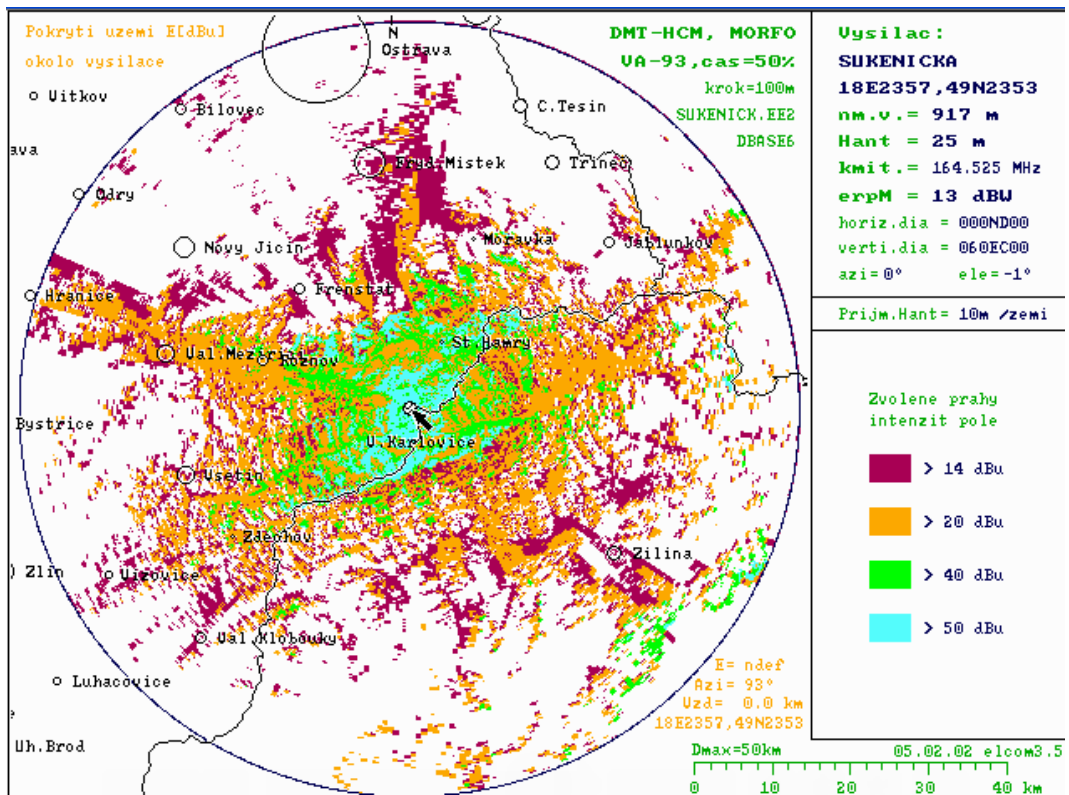 Pokryti uzemi E[dBu]
okolo vysilace
N
Ostrava
DMT-HCM, MORFO
VA-93,cas=50%
krok=100m
SUKENICK.EE2
DBASE6
Vitkov
Bilovec
C.Tesin
ava
Fryd.Mistek
Trinec
Odry
Novy Jicin
Moravka
Jablunkov
Hranice
Frenstat
Val.Mezirici
Roznov
St.Hamry
Bystrice
V.Karlovice
Vsetin
Zdechov
Zilina
Zlin
Vizovice
Val.Klobouky
Luhacovice
Uh.Brod
E= ndef
Azi= 93°
Vzd= 0.0 km
18E2357,49N2353
Dmax=50km
05.02.02 elcom3.5
0 10 20 30 40 km
Vysilac:
SUKENICKA
18E2357,49N2353
nm.v.= 917 m
Hant = 25 m
kmit.= 164.525 MHz
erpM = 13 dBW
horiz.dia = 000ND00
verti.dia = 060EC00
azi= 0° ele= -1°
Prijm.Hant= 10m /zemi
Zvolene prahy
intenzit pole
> 14 dBu
> 20 dBu
> 40 dBu
> 50 dBu